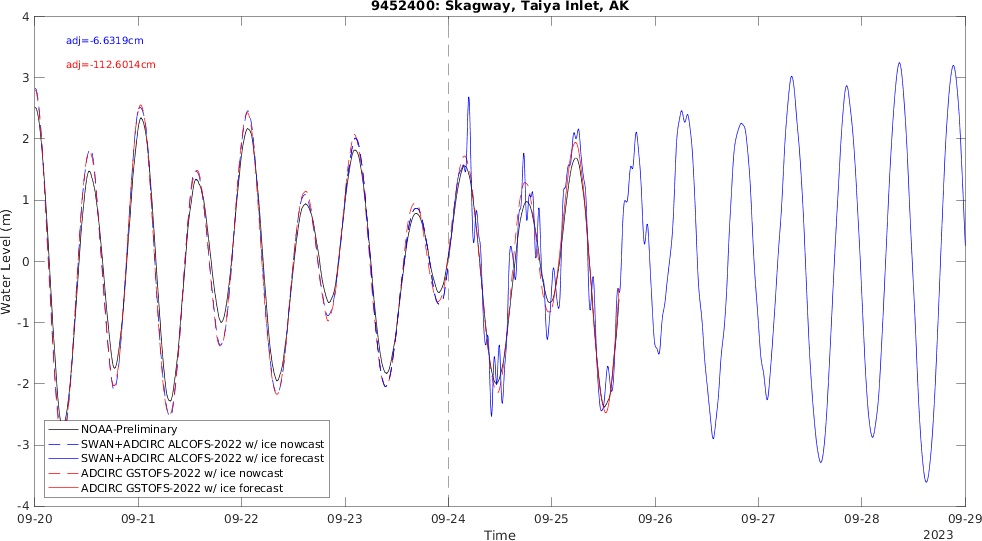 9452400: Skagway, Taiya Inlet, AK
4
adj=-6.6319cm
adj=-112.6014cm
3
2
1
0
-1
-2
-3
-4
Water Level (m)
NOAA-Preliminary
SWAN+ADCIRC ALCOFS-2022 w/ ice nowcast
SWAN+ADCIRC ALCOFS-2022 w/ ice forecast
ADCIRC GSTOFS-2022 w/ ice nowcast
ADCIRC GSTOFS-2022 w/ ice forecast
09-20 09-21 09-22 09-23 09-24 09-25 09-26 09-27 09-28 09-29
Time
2023